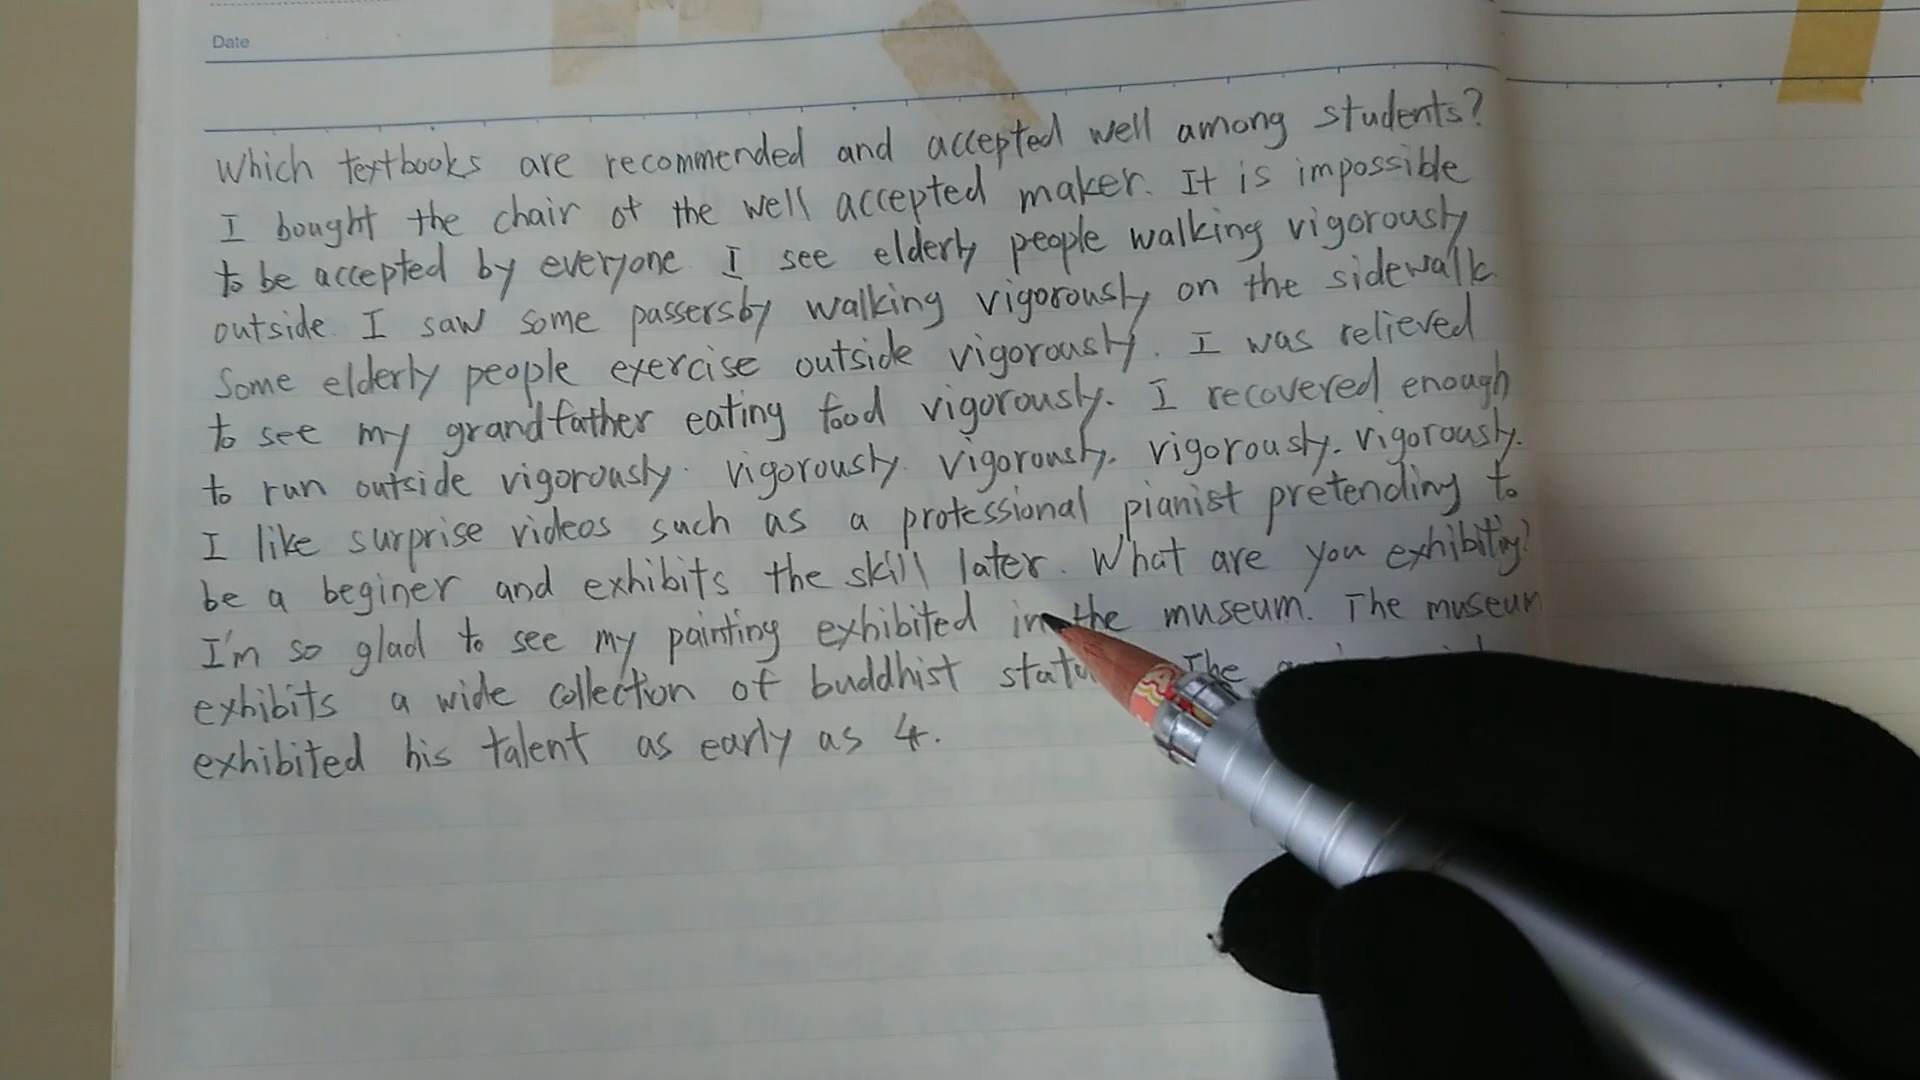 Date
Which textbooks are recommended and accepted well among students?
I bought the chair of the well accepted maker. It is impossible
to be accepted by everyone. I see elderly people walking vigorously
outside. I saw some passersby walking vigorously on the sidewalk.
Some elderly people exercise outside vigorously. I was relieved
to see my grandfather eating food vigorously. I recovered enough
to run outside vigorously. vigorously. vigorously. vigorously. vigorously.
I like surprise videos such as a professional pianist pretending to
be a beginer and exhibits the skill later. What are you exhibiting?
I'm so glad to see my painting exhibited in the museum. The museum
exhibits a wide collection of buddhist The
exhibited his talent as early as 4.